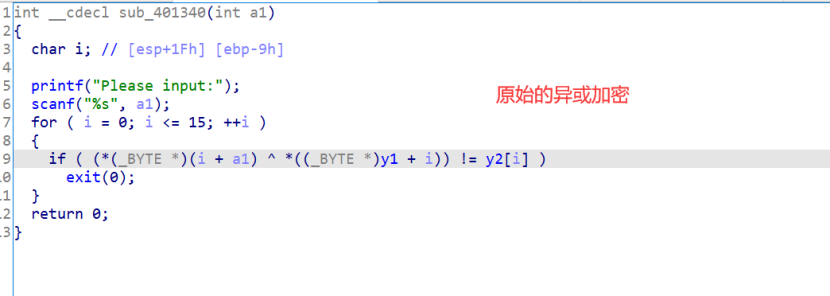 1 int __cdecl sub_401340(int a1)
2 {
3   char i; // [esp+1Fh] [ebp-9h]
4
5   printf("Please input:");
6   scanf("%s", a1);
7   for ( i = 0; i <= 15; ++i )
8   {
9     if ( (*(_BYTE *)(i + a1) ^ *((_BYTE *)y1 + i)) != y2[i] )
10       exit(0);
11   }
12   return 0;
13 }
原始的异或加密